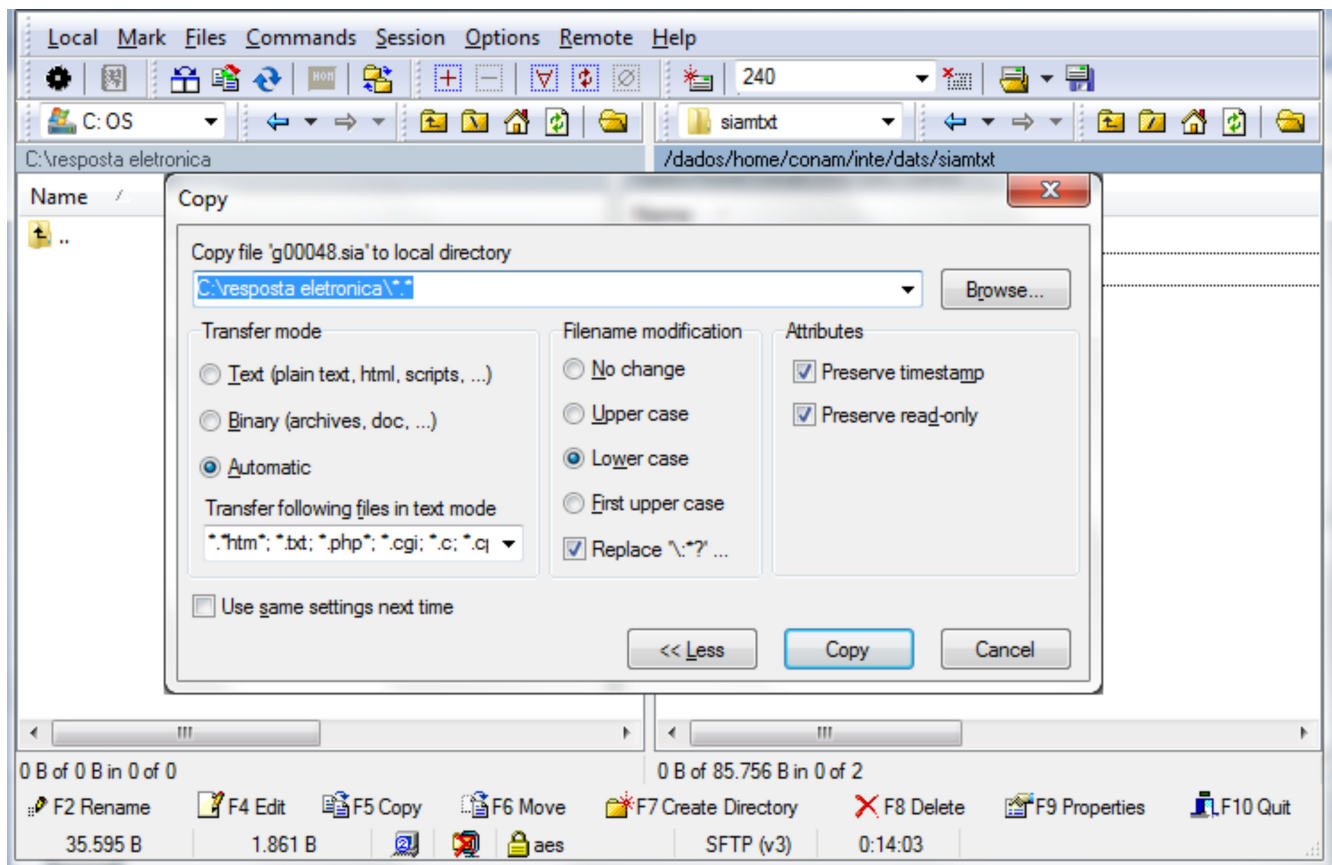 Local Mark Files Commands Session Options Remote Help
240
C: OS siamtxt
C:\resposta eletronica /dados/home/conam/inte/dats/siamtxt
Name
Copy
..
Copy file 'g00048.sia' to local directory
C:\resposta eletronica\*.*
Browse...
Transfer mode Filename modification Attributes
Text (plain text, html, scripts, ...) No change Preserve timestamp
Binary (archives, doc, ...) Upper case Preserve read-only
Automatic Lower case
Transfer following files in text mode First upper case
*.*htm*; *.txt; *.php*; *.cgi; *.c; Replace '\:*?' ...
Use same settings next time
<< Less Copy Cancel
0 B of 0 B in 0 of 0 0 B of 85.756 B in 0 of 2
F2 Rename F4 Edit F5 Copy F6 Move F7 Create Directory F8 Delete F9 Properties F10 Quit
35.595 B 1.861 B aes SFTP (v3) 0:14:03